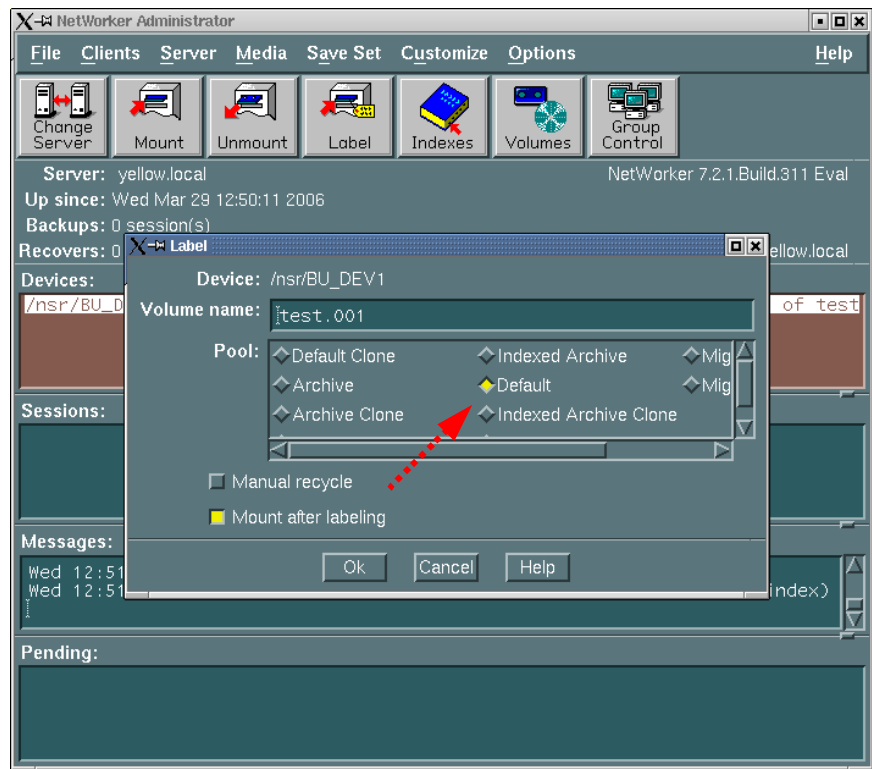 NetWorker Administrator
File Clients Server Media Save Set Customize Options Help
Change Server
Mount
Unmount
Label
Indexes
Volumes
Group Control
Server: yellow.local
NetWorker 7.2.1.Build.311 Eval
Up since: Wed Mar 29 12:50:11 2006
Backups: 0 session(s)
Recovers: 0
ellow.local
Devices:
/nsr/BU_D
of test
Label
Device: /nsr/BU_DEV1
Volume name: test.001
Pool:
Default Clone Indexed Archive Mig
Archive Default Mig
Archive Clone Indexed Archive Clone
Manual recycle
Mount after labeling
Ok Cancel Help
Sessions:
Messages:
Wed 12:51
Wed 12:51 index)
Pending: